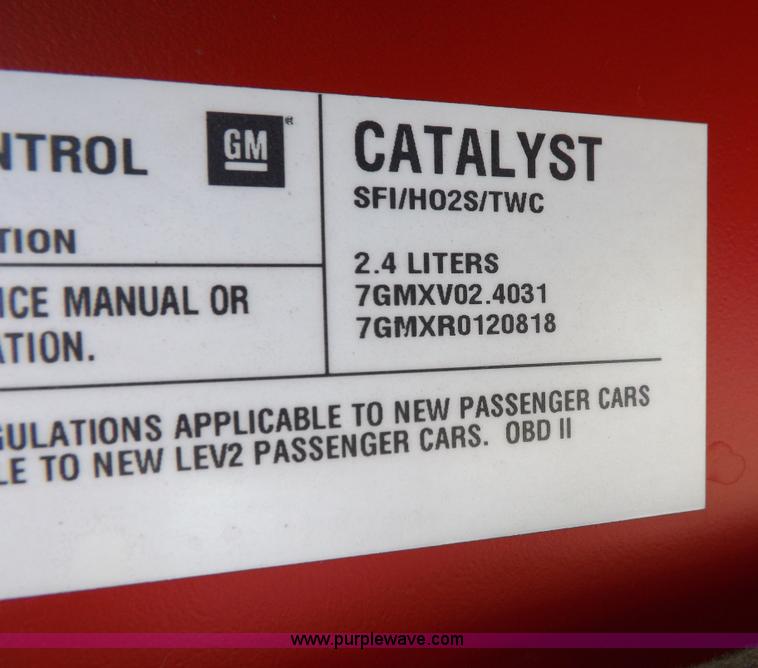 NTROL
GM
TION
ICE MANUAL OR
ATION.
CATALYST
SFI/HO2S/TWC
2.4 LITERS
7GMXV02.4031
7GMXR0120818
GULATIONS APPLICABLE TO NEW PASSENGER CARS
LE TO NEW LEV2 PASSENGER CARS. OBD II
www.purplewave.com